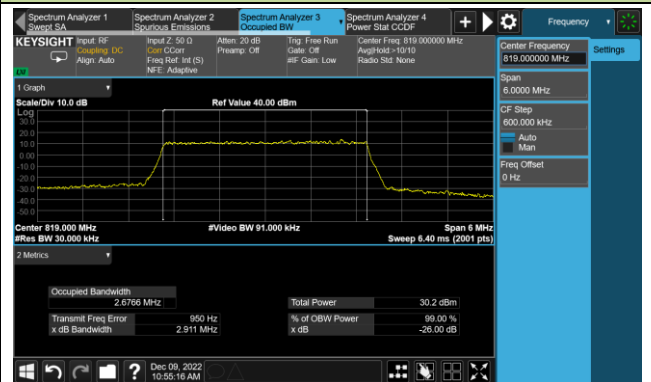 Spectrum Analyzer 1
Swept SA
Spectrum Analyzer 2
Spurious Emissions
Spectrum Analyzer 3
Occupied BW
Spectrum Analyzer 4
Power Stat CCDF
Frequency
KEYSIGHT
Input: RF
Coupling: DC
Align: Auto
Input Z: 50 Ω
Corr CCorr
Freq Ref: Int (S)
NFE: Adaptive
Atten: 20 dB
Preamp: Off
Trig: Free Run
Gate: Off
#IF Gain: Low
Center Freq: 819.000000 MHz
Avg|Hold:>10/10
Radio Std: None
Center Frequency
819.000000 MHz
Settings
Span
6.0000 MHz
CF Step
600.000 kHz
Auto
Man
Freq Offset
0 Hz
1 Graph
Scale/Div 10.0 dB
Ref Value 40.00 dBm
Log
30.0
20.0
10.0
0.00
-10.0
-20.0
-30.0
-40.0
-50.0
Center 819.000 MHz
#Video BW 91.000 kHz
Span 6 MHz
#Res BW 30.000 kHz
Sweep 6.40 ms (2001 pts)
2 Metrics
Occupied Bandwidth
2.6766 MHz
Total Power
30.2 dBm
Transmit Freq Error
950 Hz
% of OBW Power
99.00 %
x dB Bandwidth
2.911 MHz
x dB
-26.00 dB
Dec 09, 2022
10:55:16 AM